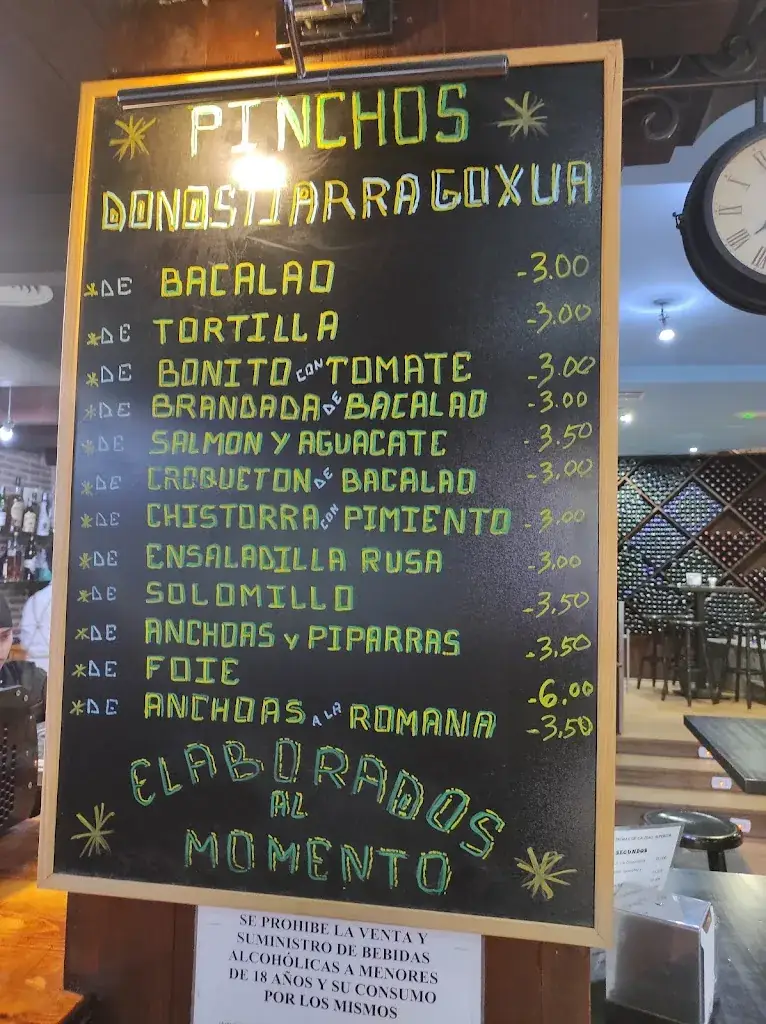 PINCHOS
DONOSTIARRA GOXUA
*DE BACALAO -3.00
*DE TORTILLA -3.00
*DE BONITO CON TOMATE -3.00
*DE BRANDADA DE BACALAO -3.00
*DE SALMON Y AGUACATE -3.50
*DE CROQUETON DE BACALAO -3.00
*DE CHISTORRA CON PIMIENTO -3.00
*DE ENSALADILLA RUSA -3.00
*DE SOLOMILLO -3.50
*DE ANCHOAS Y PIPARRAS -3.50
*DE FOIE -6.00
*DE ANCHOAS A LA ROMANA -3.50
ELABORADOS
AL
MOMENTO
SE PROHIBE LA VENTA Y
SUMINISTRO DE BEBIDAS
ALCOHÓLICAS A MENORES
DE 18 AÑOS Y SU CONSUMO
POR LOS MISMOS